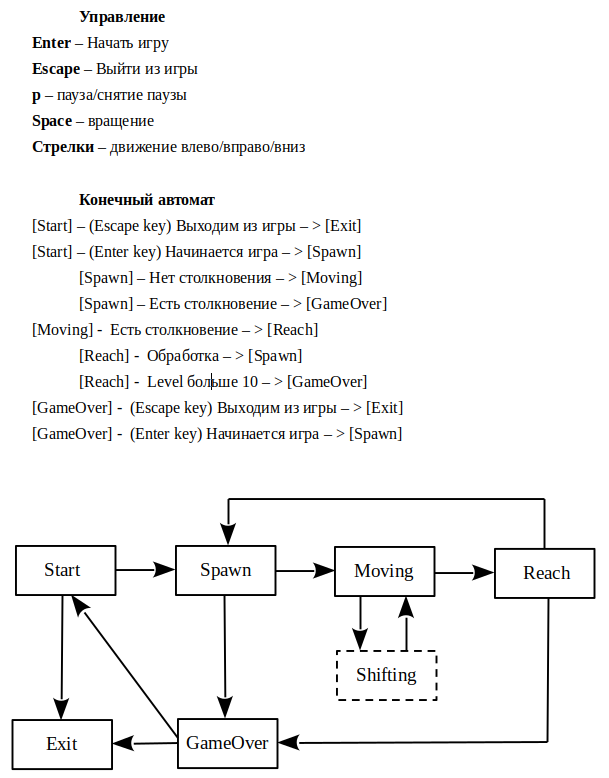 Управление
Enter – Начать игру
Escape – Выйти из игры
p – пауза/снятие паузы
Space – вращение
Стрелки – движение влево/вправо/вниз
Конечный автомат
[Start] – (Escape key) Выходим из игры – > [Exit]
[Start] – (Enter key) Начинается игра – > [Spawn]
[Spawn] – Нет столкновения – > [Moving]
[Spawn] – Есть столкновение – > [GameOver]
[Moving] - Есть столкновение – > [Reach]
[Reach] - Обработка – > [Spawn]
[Reach] - Level больше 10 – > [GameOver]
[GameOver] - (Escape key) Выходим из игры – > [Exit]
[GameOver] - (Enter key) Начинается игра – > [Spawn]
Start
Spawn
Moving
Reach
Shifting
Exit
GameOver